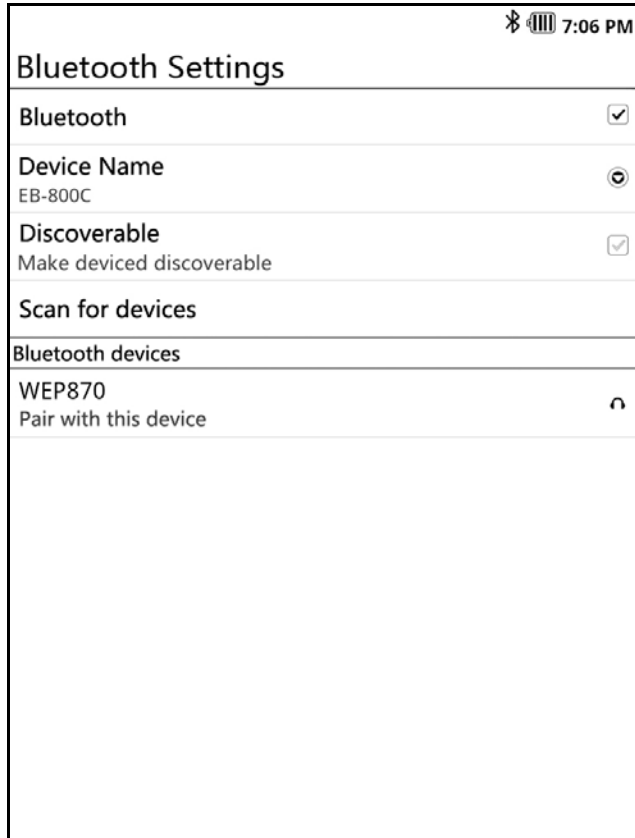 7:06 PM
Bluetooth Settings
Bluetooth
Device Name
EB-800C
Discoverable
Make deviced discoverable
Scan for devices
Bluetooth devices
WEP870
Pair with this device